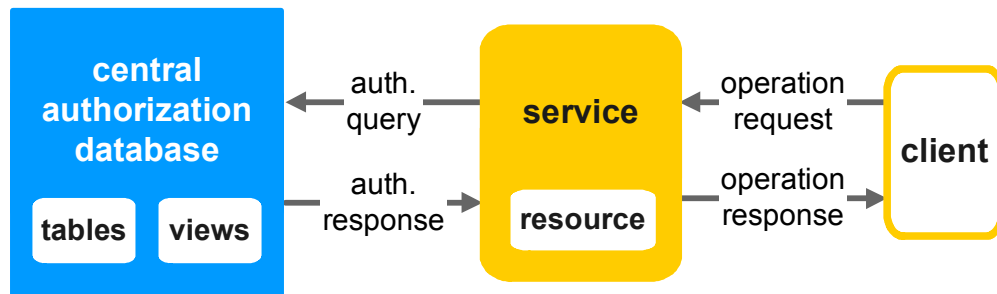 central
authorization
database
tables
views
auth.
query
auth.
response
service
resource
operation
request
operation
response
client